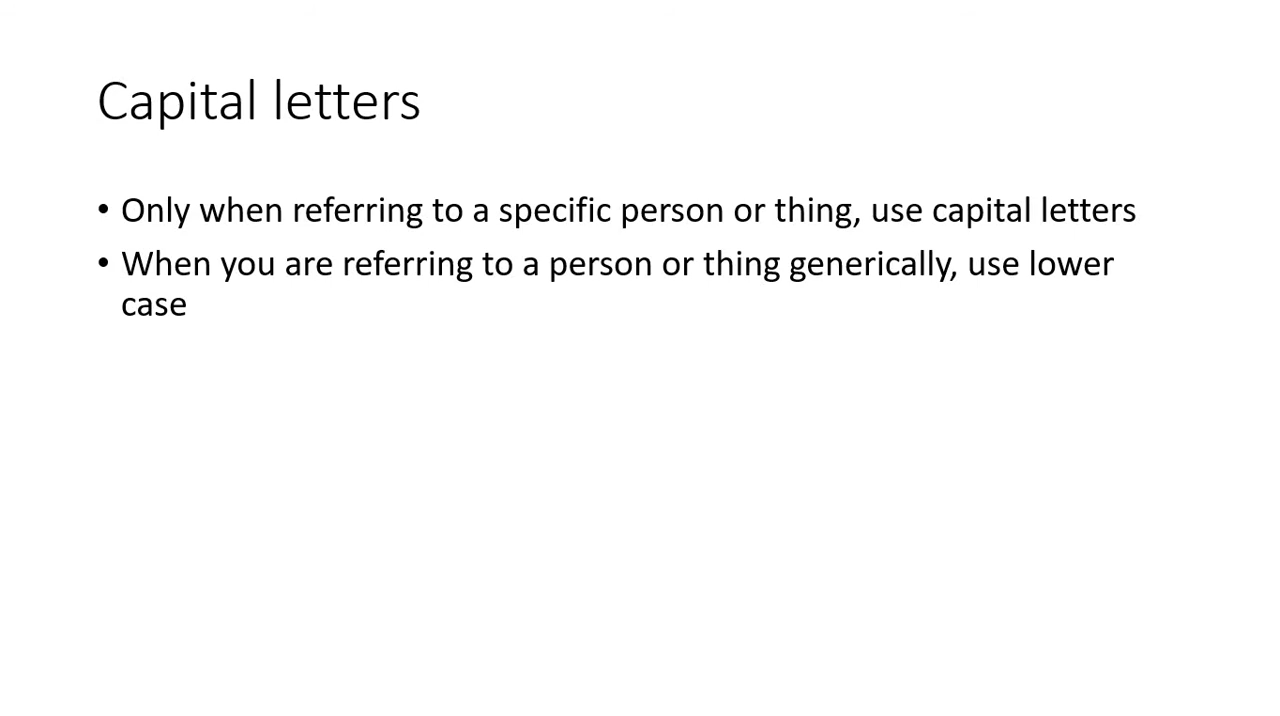 Capital letters
• Only when referring to a specific person or thing, use capital letters
• When you are referring to a person or thing generically, use lower
case